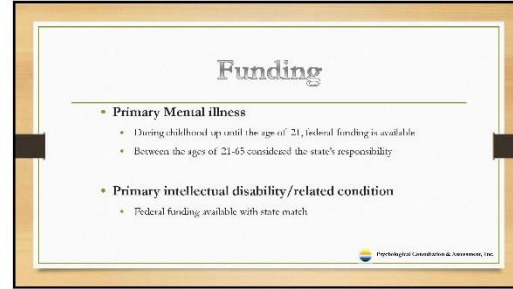 Funding
• Primary Mental illness
• During childhood up until the age of 21, federal funding is available
• Between the ages of 21-65 considered the state's responsibility
• Primary intellectual disability/related condition
• Federal funding available with state match
Psychological Consultation & Assessment, Inc.